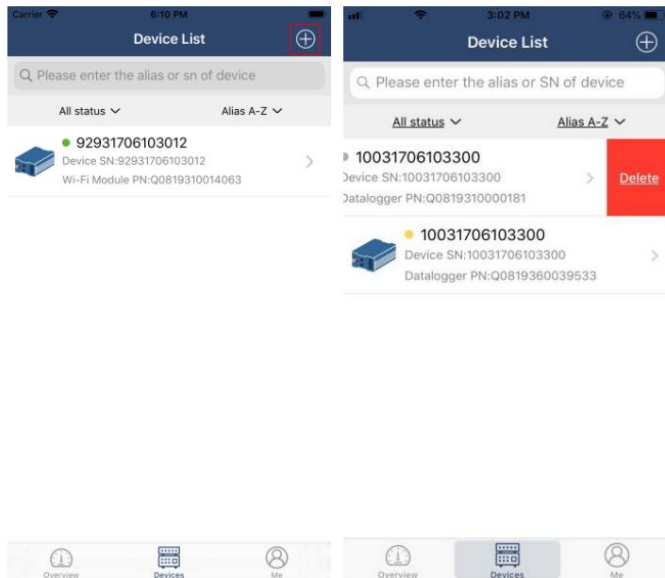 Carrier 6:10 PM
Device List
Please enter the alias or sn of device
All status Alias A-Z
92931706103012
Device SN:92931706103012
Wi-Fi Module PN:Q0819310014063
Overview Devices Me
3:02 PM 64%
Device List
Please enter the alias or SN of device
All status Alias A-Z
10031706103300
Device SN:10031706103300
Datalogger PN:Q0819310000181
Delete
10031706103300
Device SN:10031706103300
Datalogger PN:Q0819360039533
Overview Devices Me